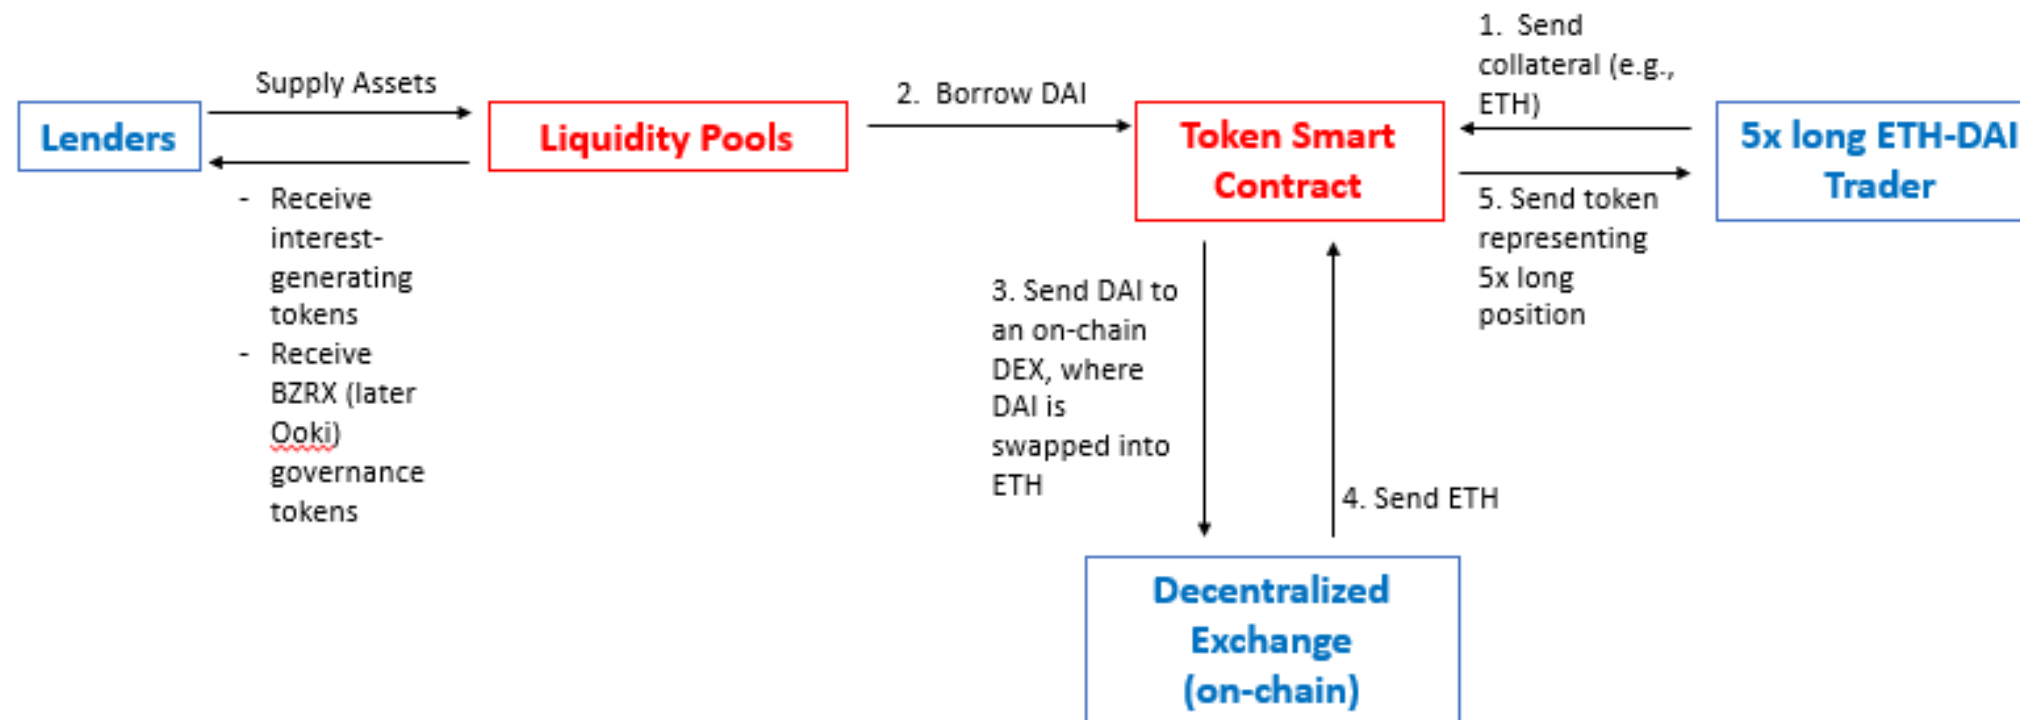 Lenders
Supply Assets
- Receive
interest-
generating
tokens
- Receive
BZRX (later
Ooki)
governance
tokens
Liquidity Pools
2. Borrow DAI
Token Smart
Contract
1. Send
collateral (e.g.,
ETH)
5. Send token
representing
5x long
position
5x long ETH-DAI
Trader
3. Send DAI to
an on-chain
DEX, where
DAI is
swapped into
ETH
4. Send ETH
Decentralized
Exchange
(on-chain)